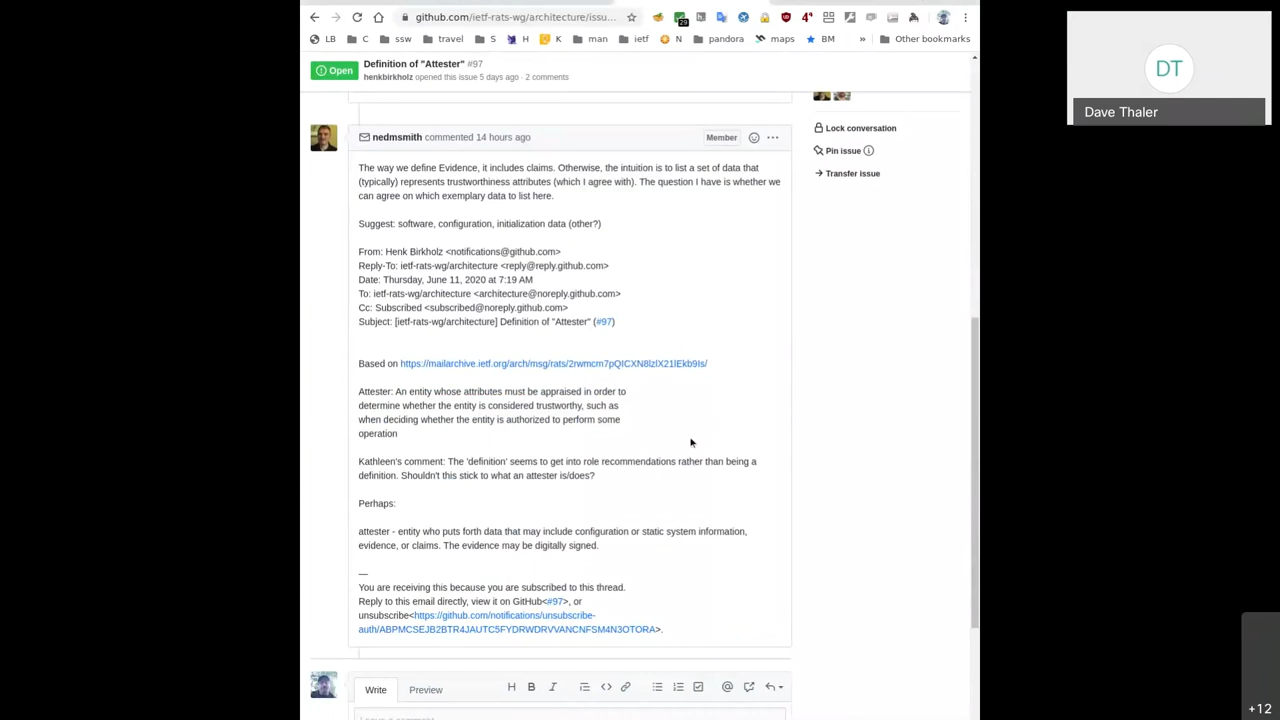 github.com/ietf-rats-wg/architecture/issu...
29
4
LB
C
ssw
travel
S
H
K
man
ietf
N
pandora
maps
BM
»
Other bookmarks
Open
Definition of "Attester" #97
henkbirkholz opened this issue 5 days ago · 2 comments
nedmsmith commented 14 hours ago
Member
The way we define Evidence, it includes claims. Otherwise, the intuition is to list a set of data that
(typically) represents trustworthiness attributes (which I agree with). The question I have is whether we
can agree on which exemplary data to list here.
Suggest: software, configuration, initialization data (other?)
From: Henk Birkholz <notifications@github.com>
Reply-To: ietf-rats-wg/architecture <reply@reply.github.com>
Date: Thursday, June 11, 2020 at 7:19 AM
To: ietf-rats-wg/architecture <architecture@noreply.github.com>
Cc: Subscribed <subscribed@noreply.github.com>
Subject: [ietf-rats-wg/architecture] Definition of "Attester" (#97)
Based on https://mailarchive.ietf.org/arch/msg/rats/2rwmcm7pQICXN8lzlX21lEkb9Is/
Attester: An entity whose attributes must be appraised in order to
determine whether the entity is considered trustworthy, such as
when deciding whether the entity is authorized to perform some
operation
Kathleen's comment: The 'definition' seems to get into role recommendations rather than being a
definition. Shouldn't this stick to what an attester is/does?
Perhaps:
attester - entity who puts forth data that may include configuration or static system information,
evidence, or claims. The evidence may be digitally signed.
—
You are receiving this because you are subscribed to this thread.
Reply to this email directly, view it on GitHub<#97>, or
unsubscribe<https://github.com/notifications/unsubscribe-
auth/ABPMCSEJB2BTR4JAUTC5FYDRWDRVVANCNFSM4N3OTORA>.
Write
Preview
H
B
I
Lock conversation
Pin issue
Transfer issue
DT
Dave Thaler
+12